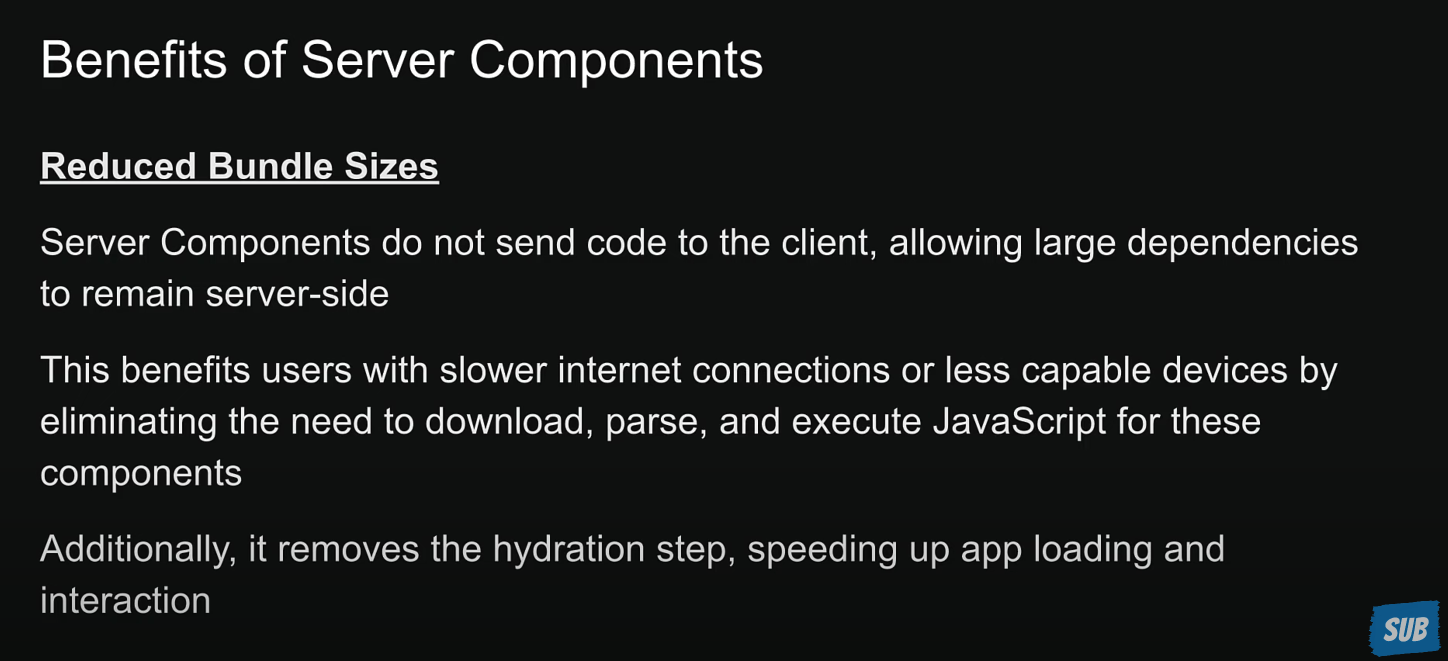 Benefits of Server Components
Reduced Bundle Sizes
Server Components do not send code to the client, allowing large dependencies
to remain server-side
This benefits users with slower internet connections or less capable devices by
eliminating the need to download, parse, and execute JavaScript for these
components
Additionally, it removes the hydration step, speeding up app loading and
interaction
SUB